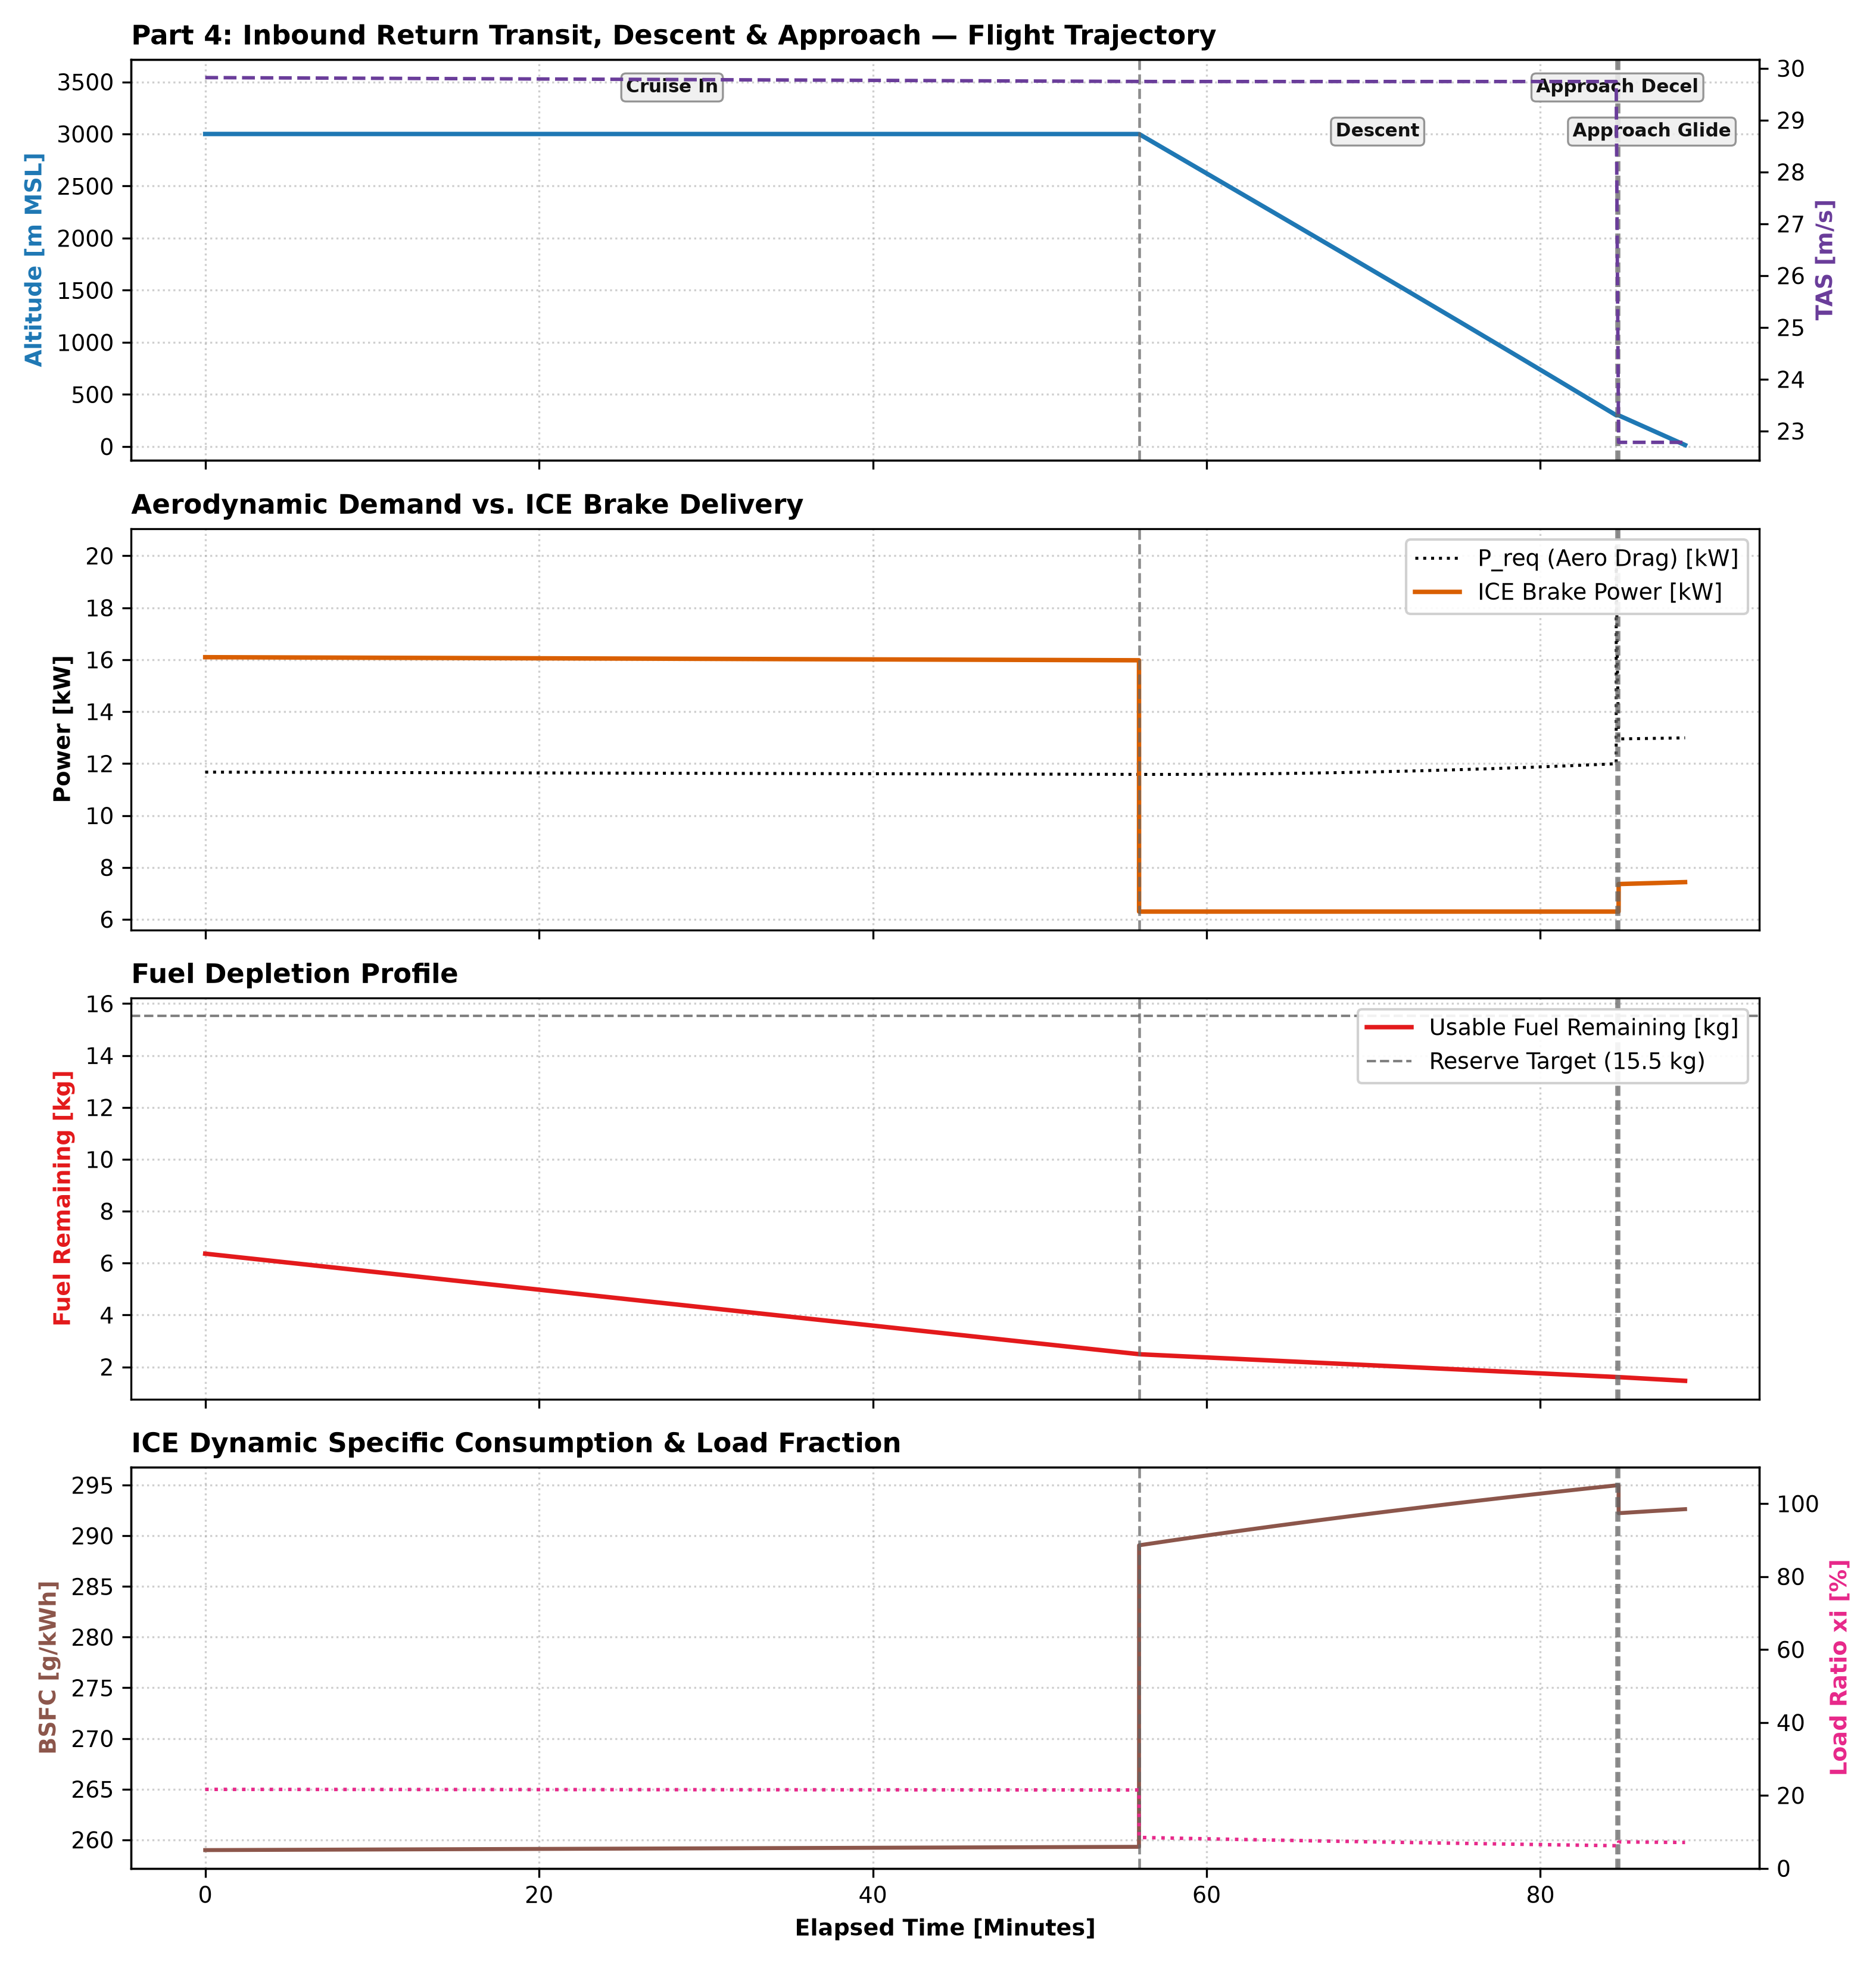 Part 4: Inbound Return Transit, Descent & Approach — Flight Trajectory
Altitude [m MSL]
3500
3000
2500
2000
1500
1000
500
0
Cruise In
Descent
Approach Decel
Approach Glide
30
29
28
27
26
25
24
23
TAS [m/s]
Aerodynamic Demand vs. ICE Brake Delivery
Power [kW]
20
18
16
14
12
10
8
6
P_req (Aero Drag) [kW]
ICE Brake Power [kW]
Fuel Depletion Profile
Fuel Remaining [kg]
16
14
12
10
8
6
4
2
Usable Fuel Remaining [kg]
Reserve Target (15.5 kg)
ICE Dynamic Specific Consumption & Load Fraction
BSFC [g/kWh]
295
290
285
280
275
270
265
260
100
80
60
40
20
0
Load Ratio xi [%]
0
20
40
60
80
Elapsed Time [Minutes]